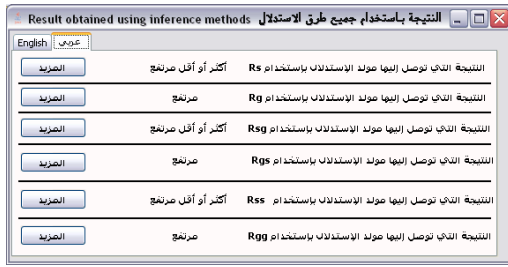 Result obtained using inference methods النتيجة باستخدام جميع طرق الاستدلال
English عربي
النتيجة التي توصل إليها مولد الإستدلال بإستخدام Rs أكثر أو أقل مرتفع المزيد
النتيجة التي توصل إليها مولد الإستدلال بإستخدام Rg مرتفع المزيد
النتيجة التي توصل إليها مولد الإستدلال بإستخدام Rsg أكثر أو أقل مرتفع المزيد
النتيجة التي توصل إليها مولد الإستدلال بإستخدام Rgs مرتفع المزيد
النتيجة التي توصل إليها مولد الإستدلال بإستخدام Rss أكثر أو أقل مرتفع المزيد
النتيجة التي توصل إليها مولد الإستدلال بإستخدام Rgg مرتفع المزيد